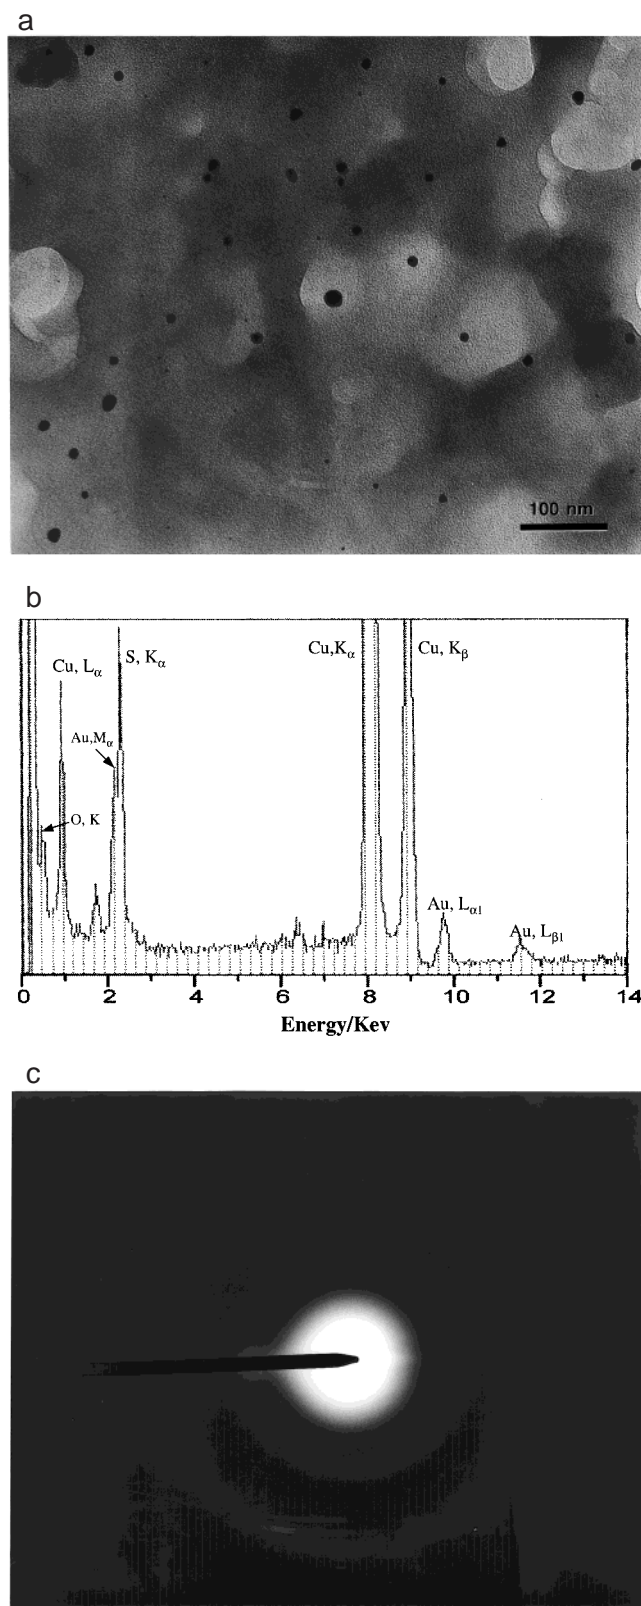 a
100 nm
b
Cu, Lα
S, Kα
Cu,Kα
Cu, Kβ
Au,Mα
O, K
Au, Lα1
Au, Lβ1
0 2 4 6 8 10 12 14
Energy/Kev
c